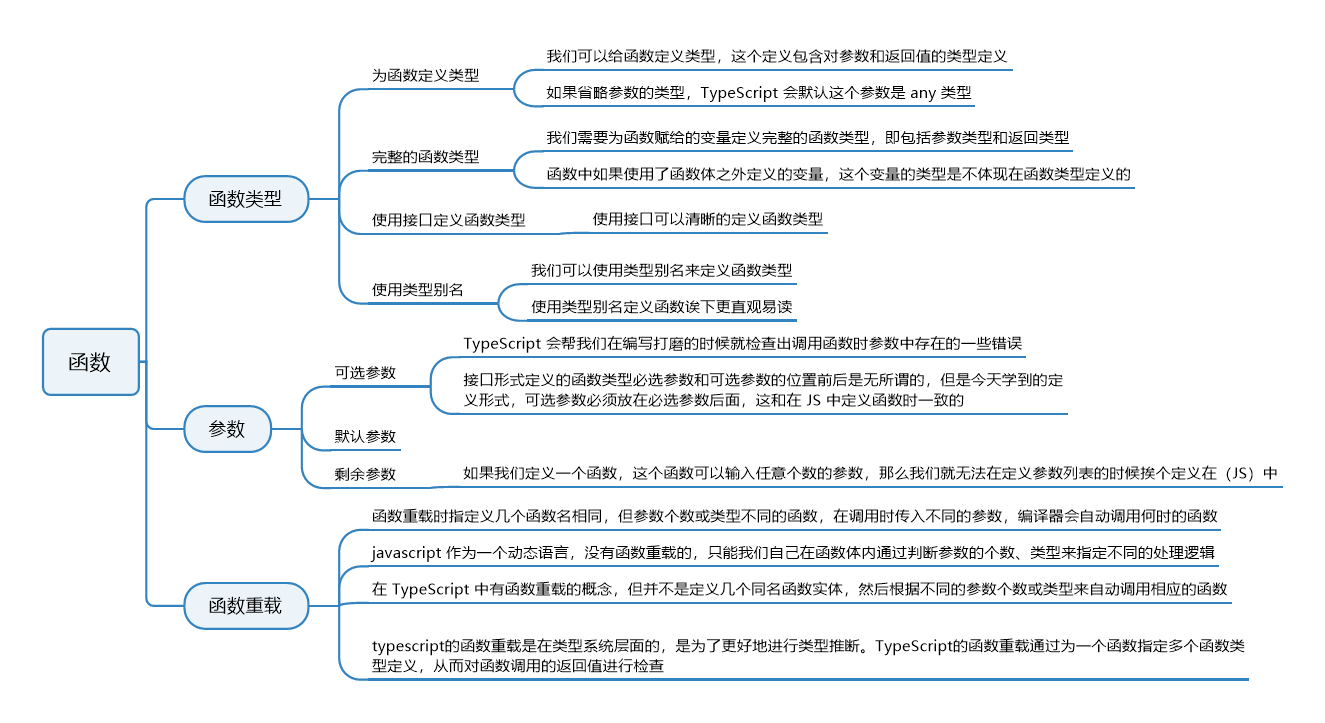 函数
函数类型
为函数定义类型
我们可以给函数定义类型，这个定义包含对参数和返回值的类型定义
如果省略参数的类型，TypeScript 会默认这个参数是 any 类型
完整的函数类型
我们需要为函数赋给的变量定义完整的函数类型，即包括参数类型和返回类型
函数中如果使用了函数体之外定义的变量，这个变量的类型是不体现在函数类型定义的
使用接口定义函数类型
使用接口可以清晰的定义函数类型
使用类型别名
我们可以使用类型别名来定义函数类型
使用类型别名定义函数诶下更直观易读
参数
可选参数
TypeScript 会帮我们在编写打磨的时候就检查出调用函数时参数中存在的一些错误
接口形式定义的函数类型必选参数和可选参数的位置前后是无所谓的，但是今天学到的定
义形式，可选参数必须放在必选参数后面，这和在 JS 中定义函数时一致的
默认参数
剩余参数
如果我们定义一个函数，这个函数可以输入任意个数的参数，那么我们就无法在定义参数列表的时候挨个定义在（JS）中
函数重载
函数重载时指定义几个函数名相同，但参数个数或类型不同的函数，在调用时传入不同的参数，编译器会自动调用何时的函数
javascript 作为一个动态语言，没有函数重载的，只能我们自己在函数体内通过判断参数的个数、类型来指定不同的处理逻辑
在 TypeScript 中有函数重载的概念，但并不是定义几个同名函数实体，然后根据不同的参数个数或类型来自动调用相应的函数
typescript的函数重载是在类型系统层面的，是为了更好地进行类型推断。TypeScript的函数重载通过为一个函数指定多个函数类
型定义，从而对函数调用的返回值进行检查